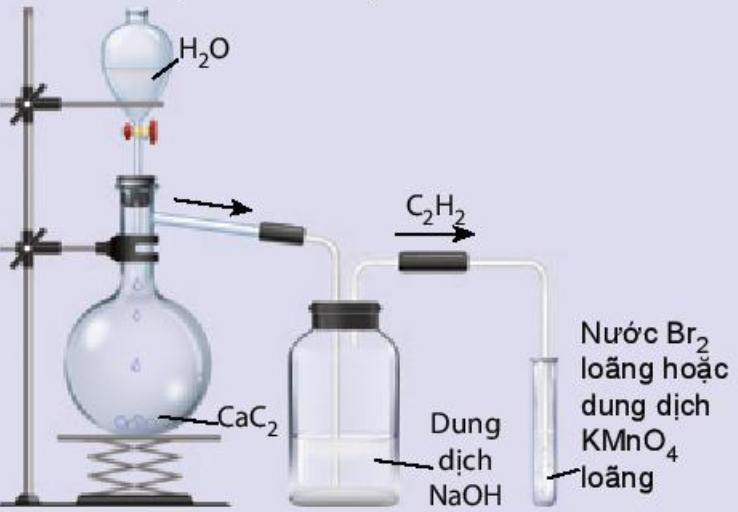 H₂O
C₂H₂
CaC₂
Dung
dịch
NaOH
Nước Br₂
loãng hoặc
dung dịch
KMnO₄
loãng